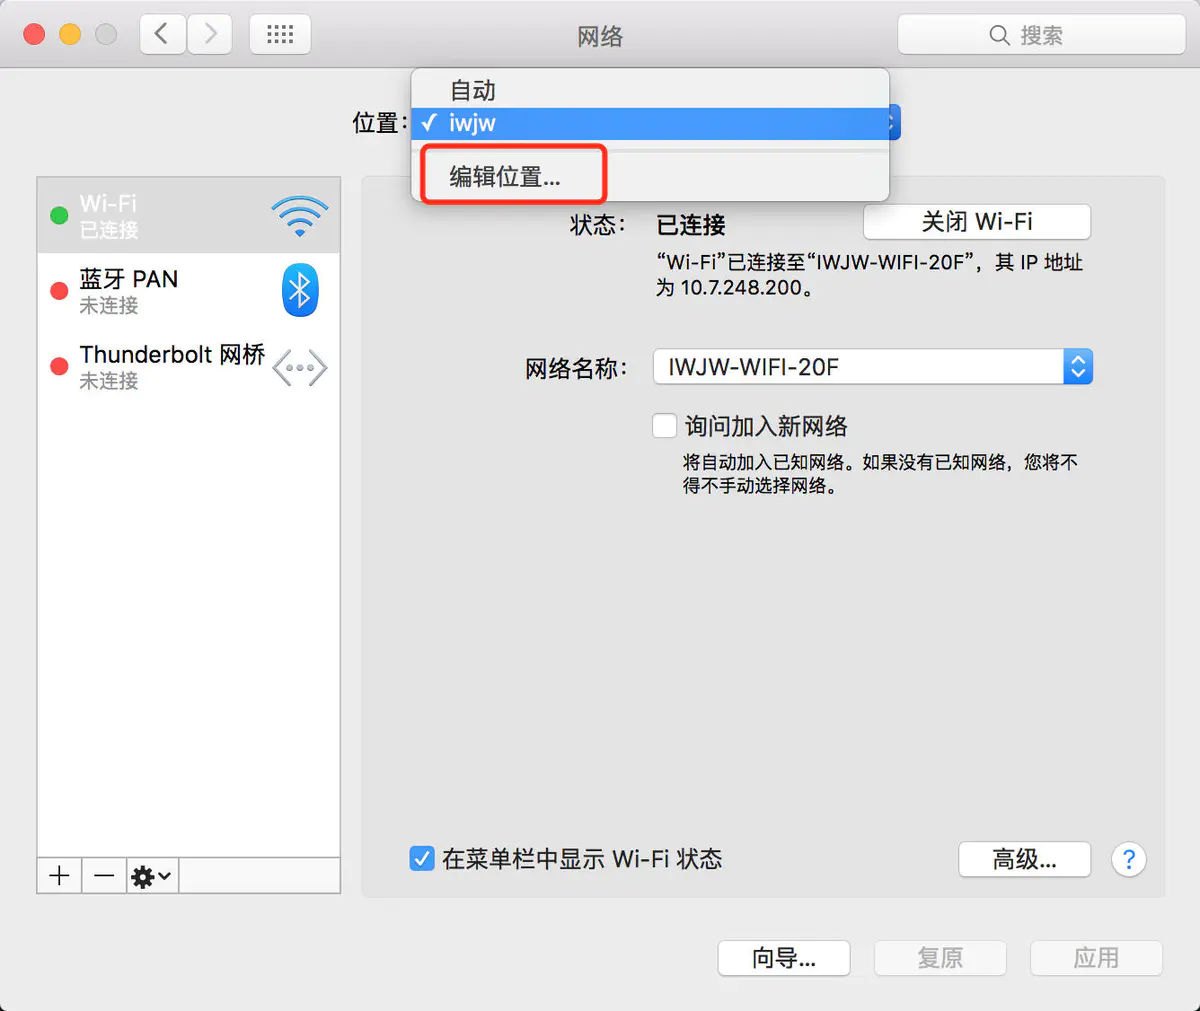 网络
搜索
自动
位置：
✓ iwjw
编辑位置...
Wi-Fi
已连接
蓝牙 PAN
未连接
Thunderbolt 网桥
未连接
状态：
已连接
关闭 Wi-Fi
“Wi-Fi”已连接至“IWJW-WIFI-20F”，其 IP 地址
为 10.7.248.200。
网络名称：
IWJW-WIFI-20F
询问加入新网络
将自动加入已知网络。如果没有已知网络，您将不
得不手动选择网络。
在菜单栏中显示 Wi-Fi 状态
高级...
?
向导...
复原
应用